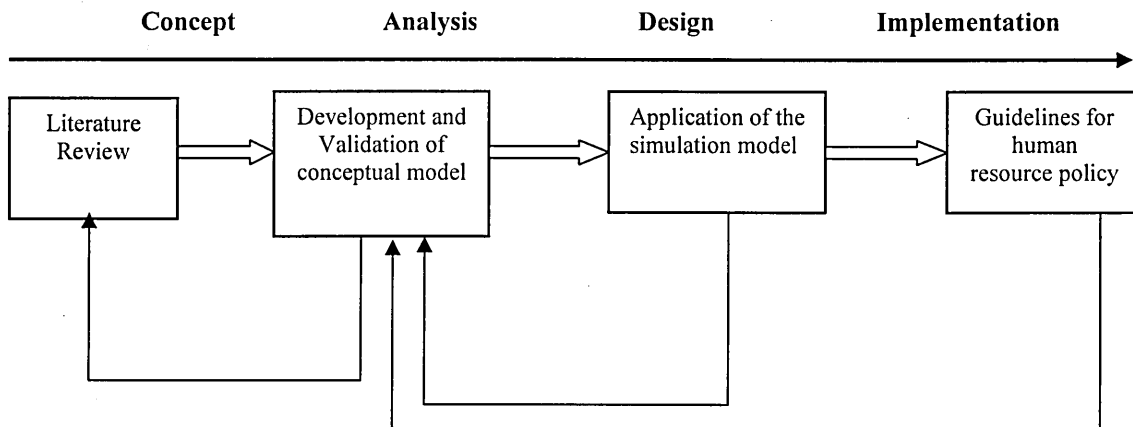 Concept Analysis Design Implementation
Literature
Review
Development and
Validation of
conceptual model
Application of the
simulation model
Guidelines for
human
resource policy